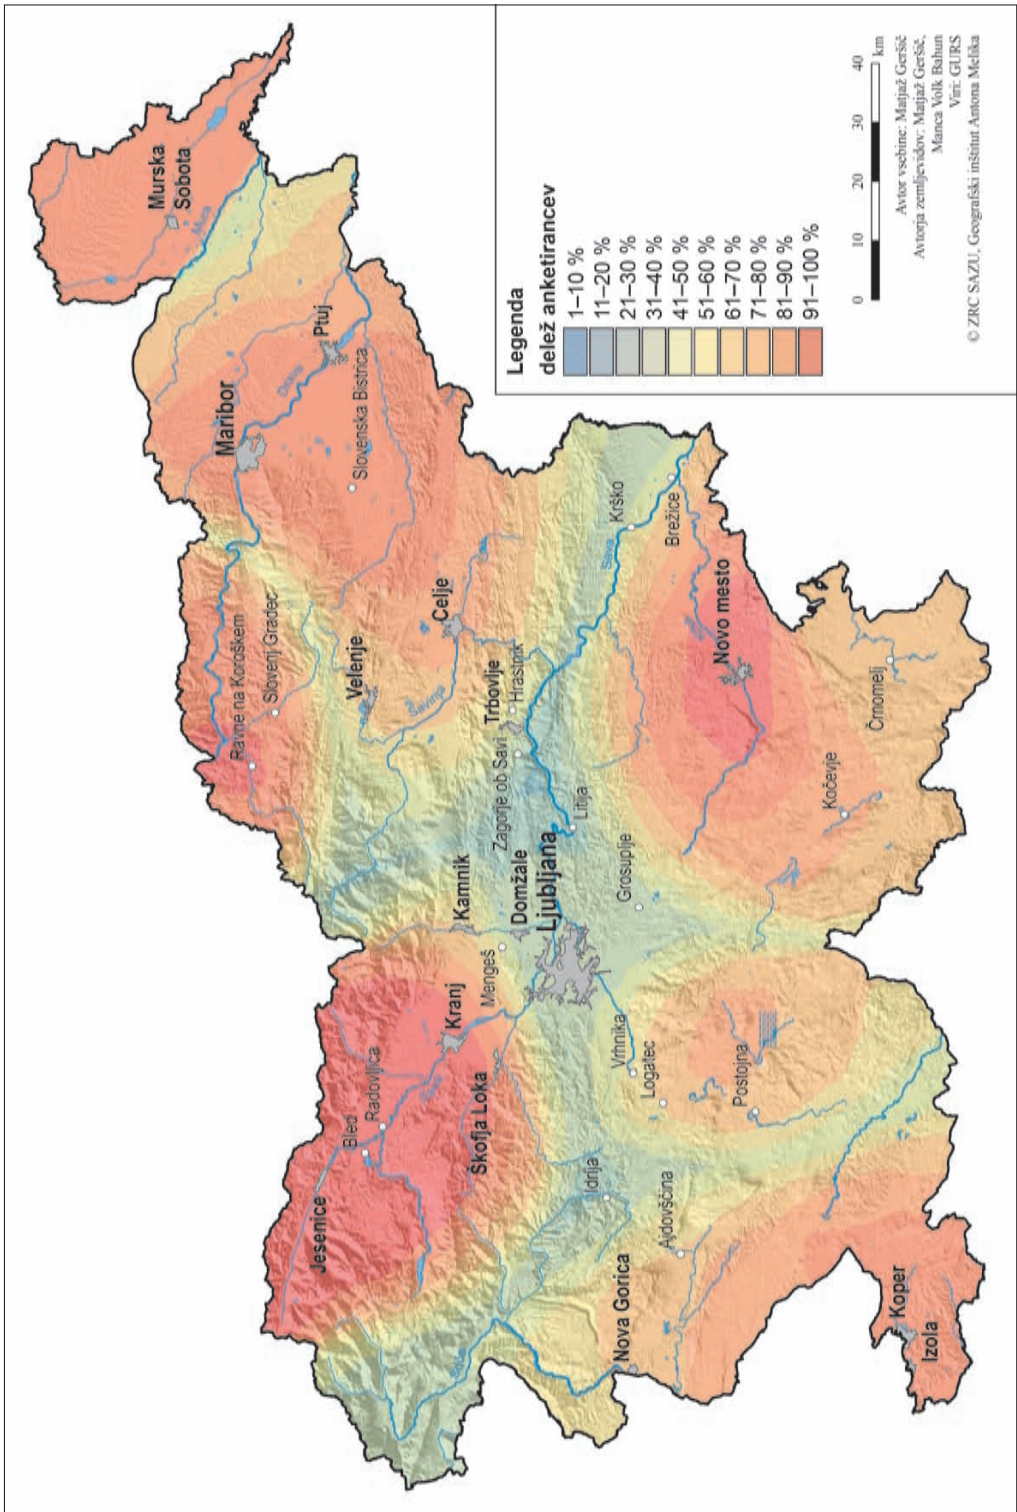 Murska
Sobota
Mura
Maribor
Ptuj
Drava
Slovenska Bistrica
Ravne na Koroškem
Slovenj Gradec
Velenje
Celje
Savinja
Trbovlje
Hrastnik
Zagorje ob Savi
Krško
Sava
Brežice
Novo mesto
Črnomelj
Kočevje
Litija
Ljubljana
Domžale
Kamnik
Mengeš
Grosuplje
Kranj
Škofja Loka
Radovljica
Bled
Jesenice
Vrhnika
Logatec
Postojna
Idrija
Ajdovščina
Nova Gorica
Soča
Koper
Izola
Legenda
delež anketirancev
1–10 %
11–20 %
21–30 %
31–40 %
41–50 %
51–60 %
61–70 %
71–80 %
81–90 %
91–100 %
0 10 20 30 40
km
Avtor vsebine: Matjaž Geršič
Avtorja zemljevidov: Matjaž Geršič,
Manca Volk Bahun
Viri: GURS
© ZRC SAZU, Geografski inštitut Antona Melika